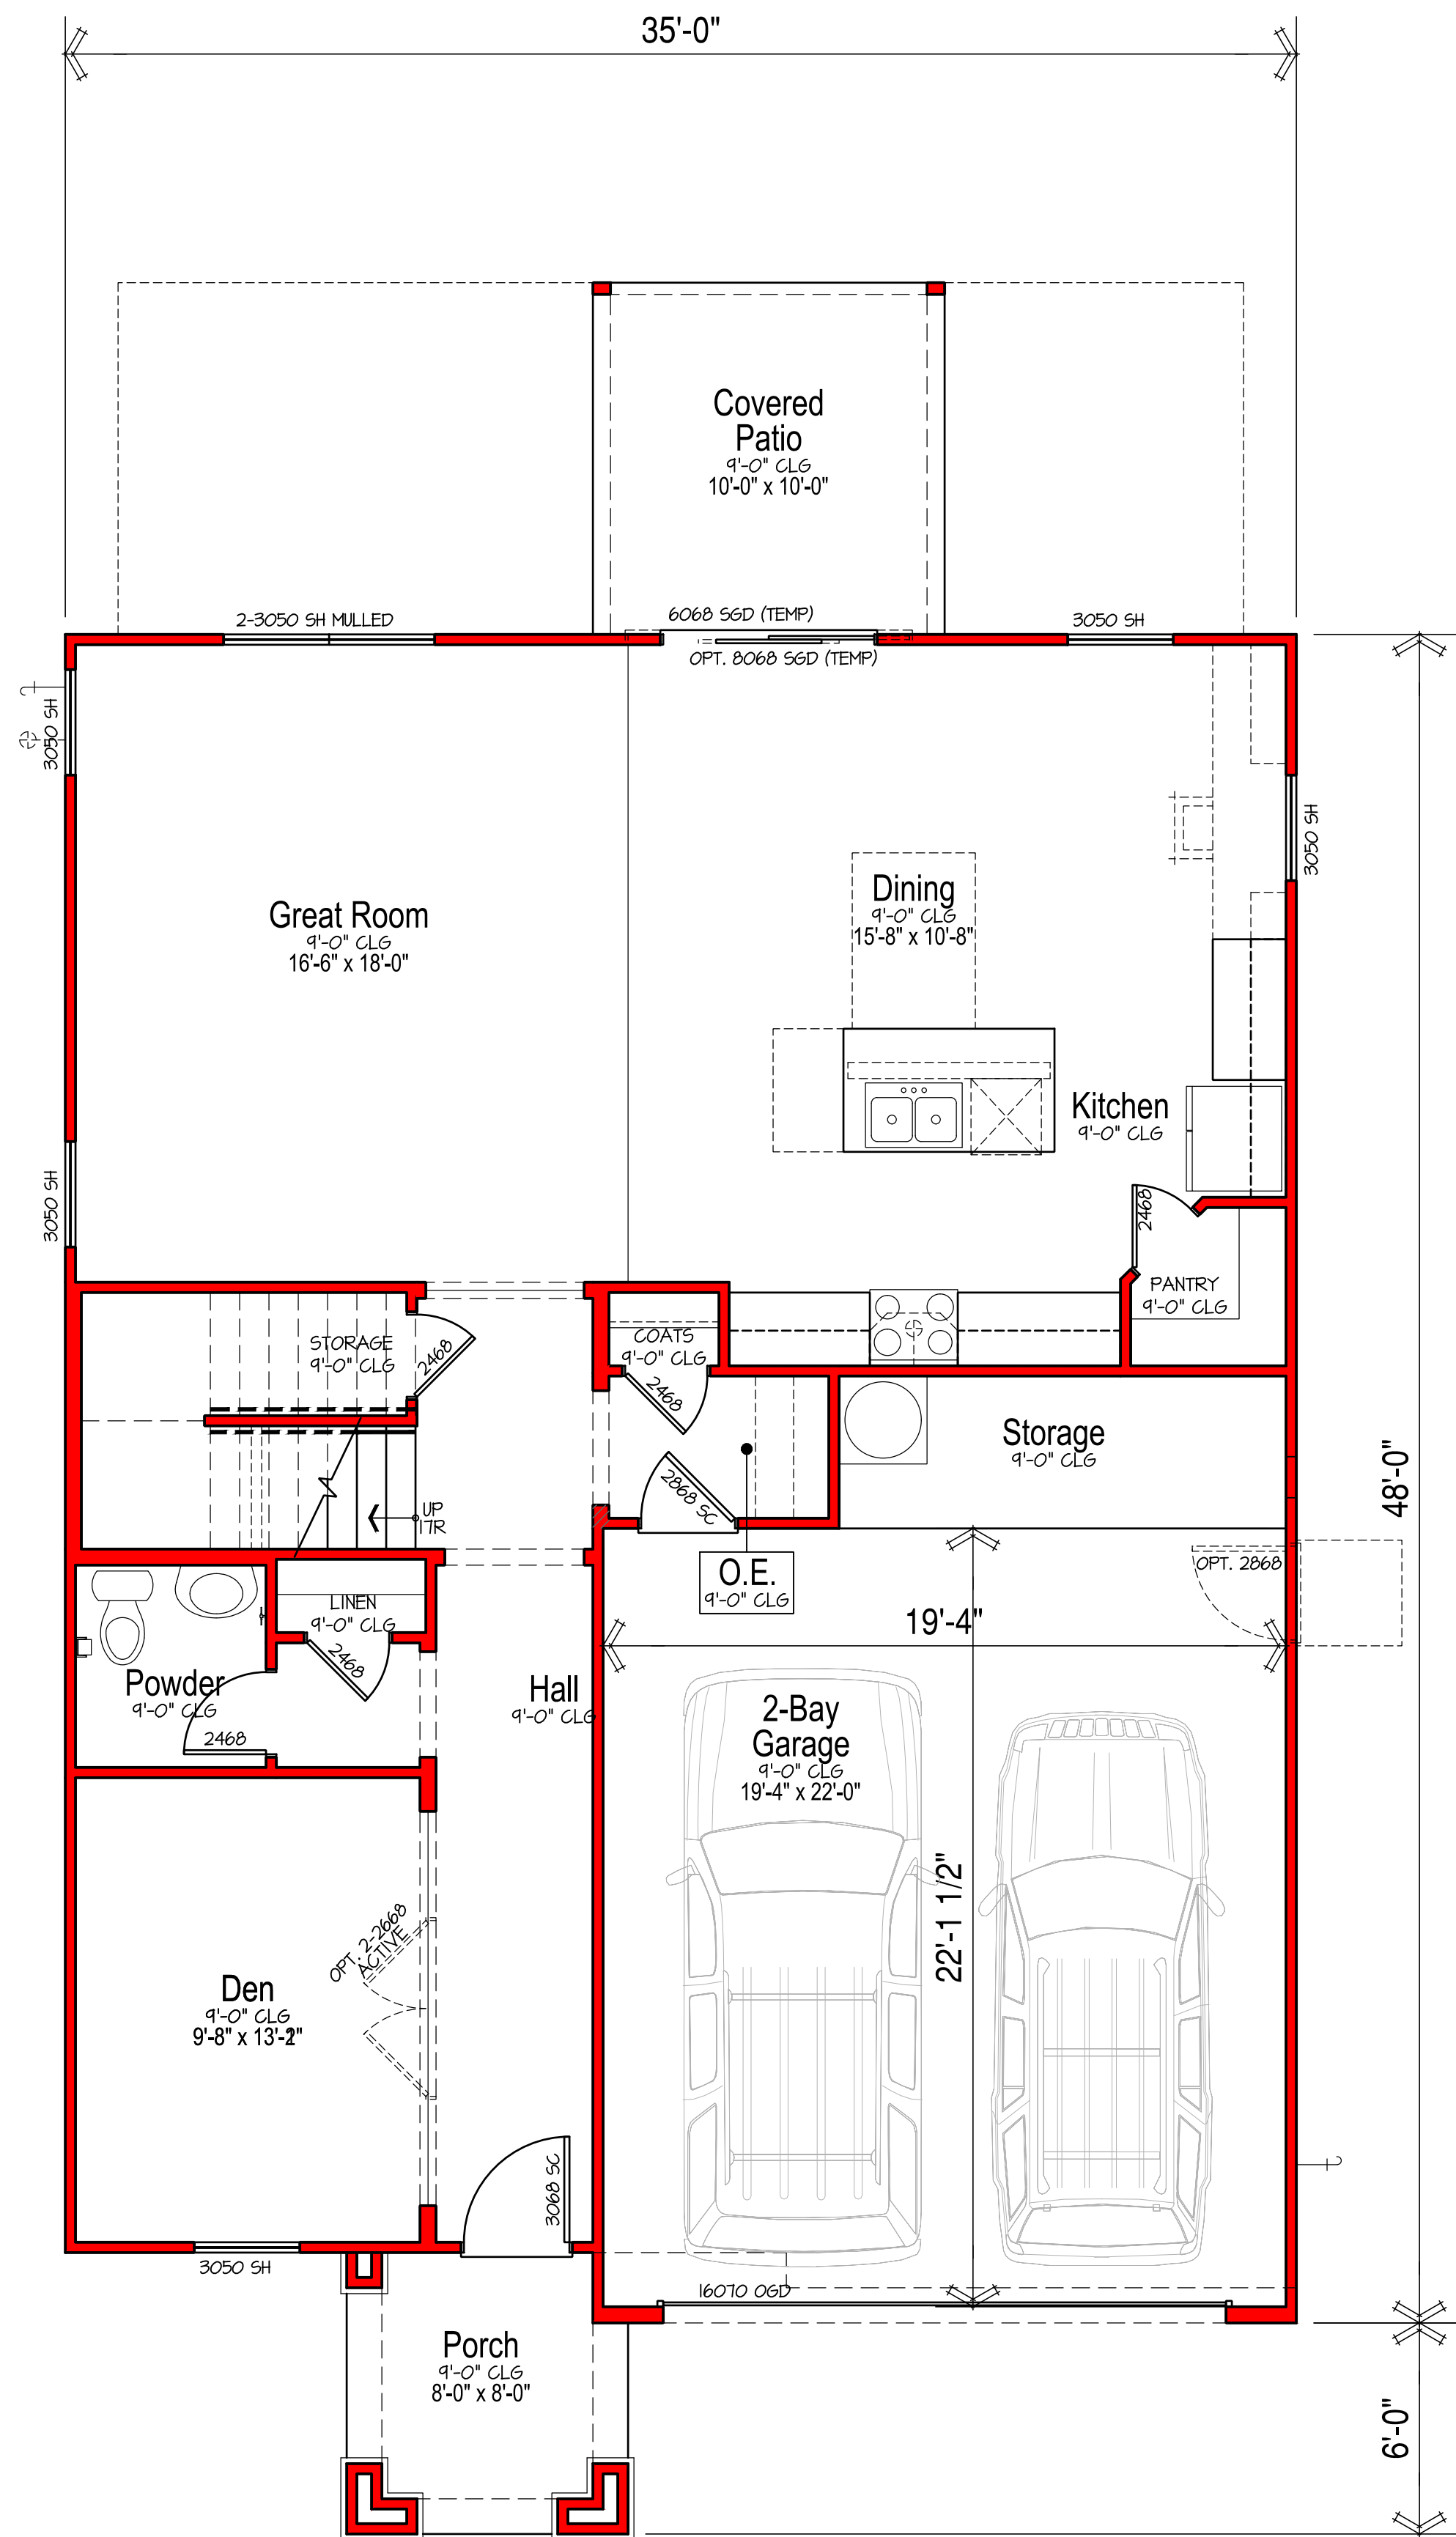 35'-0"
Covered
Patio
9'-0" CLG
10'-0" x 10'-0"
2-3050 SH MULLED
6068 SGD (TEMP)
3050 SH
OPT. 8068 SGD (TEMP)
3050 SH
3050 SH
Great Room
9'-0" CLG
16'-6" x 18'-0"
Dining
9'-0" CLG
15'-8" x 10'-8"
Kitchen
9'-0" CLG
3050 SH
2468
PANTRY
9'-0" CLG
STORAGE
9'-0" CLG
2468
COATS
9'-0" CLG
2468
Storage
9'-0" CLG
48'-0"
2868 SC
UP
17R
O.E.
9'-0" CLG
OPT. 2868
LINEN
9'-0" CLG
2468
19'-4"
Powder
9'-0" CLG
2468
Hall
9'-0" CLG
2-Bay
Garage
9'-0" CLG
19'-4" x 22'-0"
22'-1 1/2"
OPT. 2-2668
ACTIVE
Den
9'-0" CLG
9'-8" x
3068 SC
3050 SH
16070 OGD
Porch
9'-0" CLG
8'-0" x 8'-0"
6'-0"